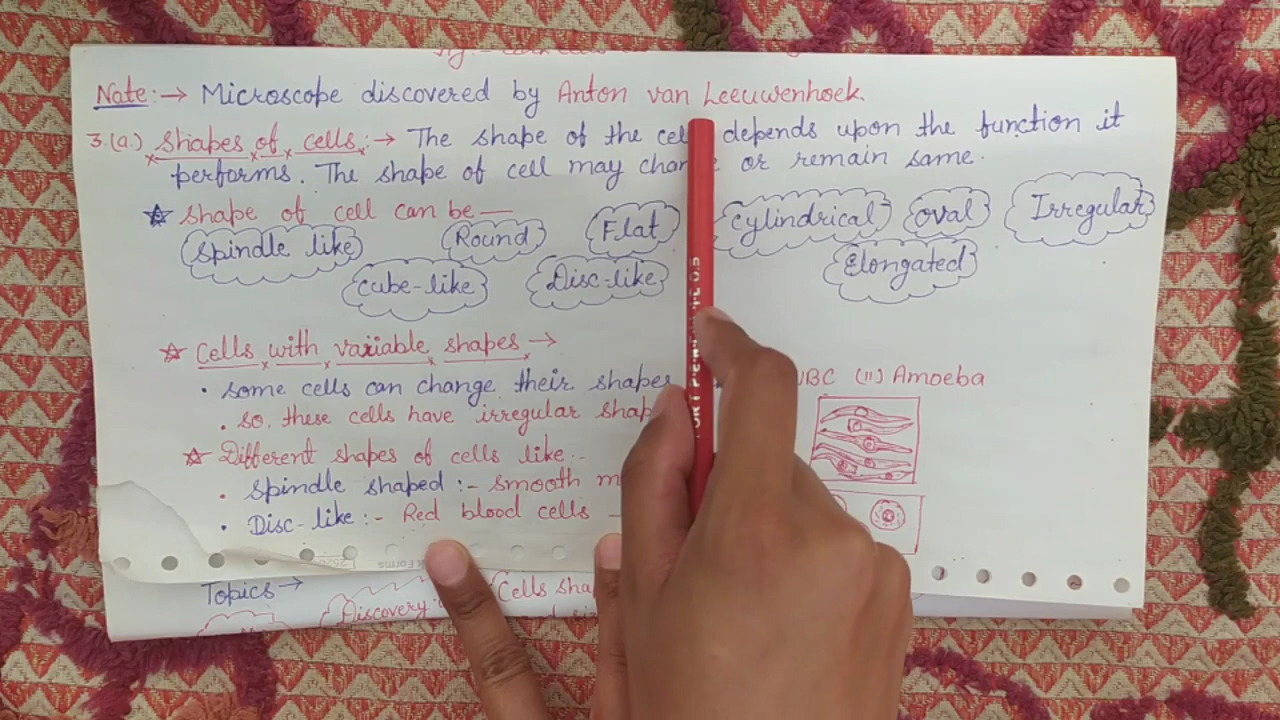 Note:→ Microscope discovered by Anton van Leeuwenhoek.
3.(a.) Shapes of cells:→ The shape of the depends upon the function it
performs. The shape of cell may or remain same.
☆ Shape of cell can be—
Spindle like Round Flat Cylindrical oval Irregular
Cube-like Disc-like Elongated
☆ Cells with variable shapes →
• some cells can change their shapes (ii) Amoeba
• so, these cells have irregular
☆ Different shapes of cells like:-
• Spindle shaped:- smooth
• Disc-like:- Red blood cells —
Topics→
Discovery Cells